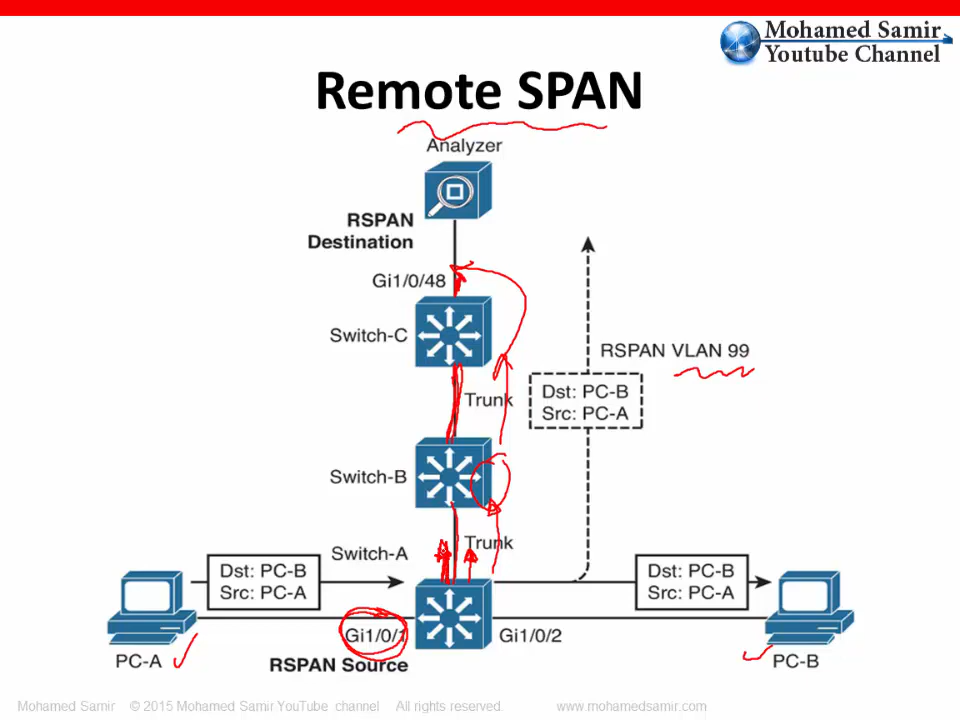 Mohamed Samir
Youtube Channel
Remote SPAN
Analyzer
RSPAN
Destination
Gi1/0/48
Switch-C
RSPAN VLAN 99
Trunk
Dst: PC-B
Src: PC-A
Switch-B
Trunk
Switch-A
Dst: PC-B
Src: PC-A
Dst: PC-B
Src: PC-A
Gi1/0/1
Gi1/0/2
PC-A
RSPAN Source
PC-B
Mohamed Samir © 2015 Mohamed Samir YouTube channel All rights reserved. www.mohamedsamir.com